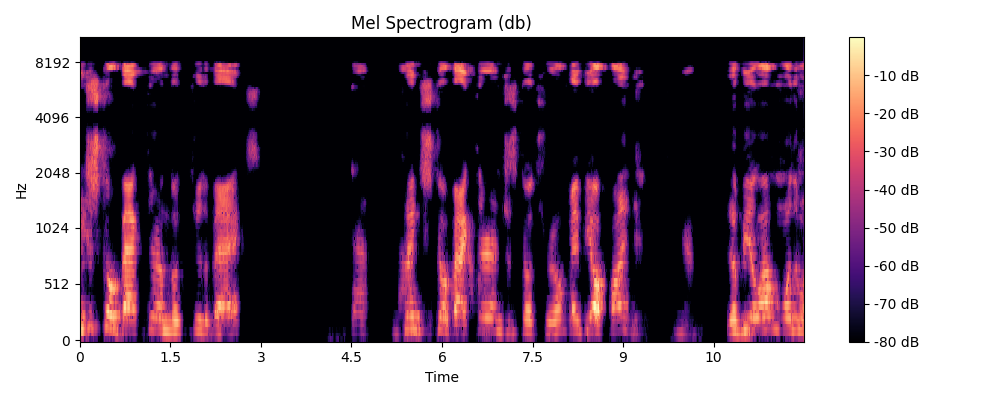 Mel Spectrogram (db)
8192
4096
2048
1024
512
0
Hz
0 1.5 3 4.5 6 7.5 9 10
Time
-10 dB
-20 dB
-30 dB
-40 dB
-50 dB
-60 dB
-70 dB
-80 dB